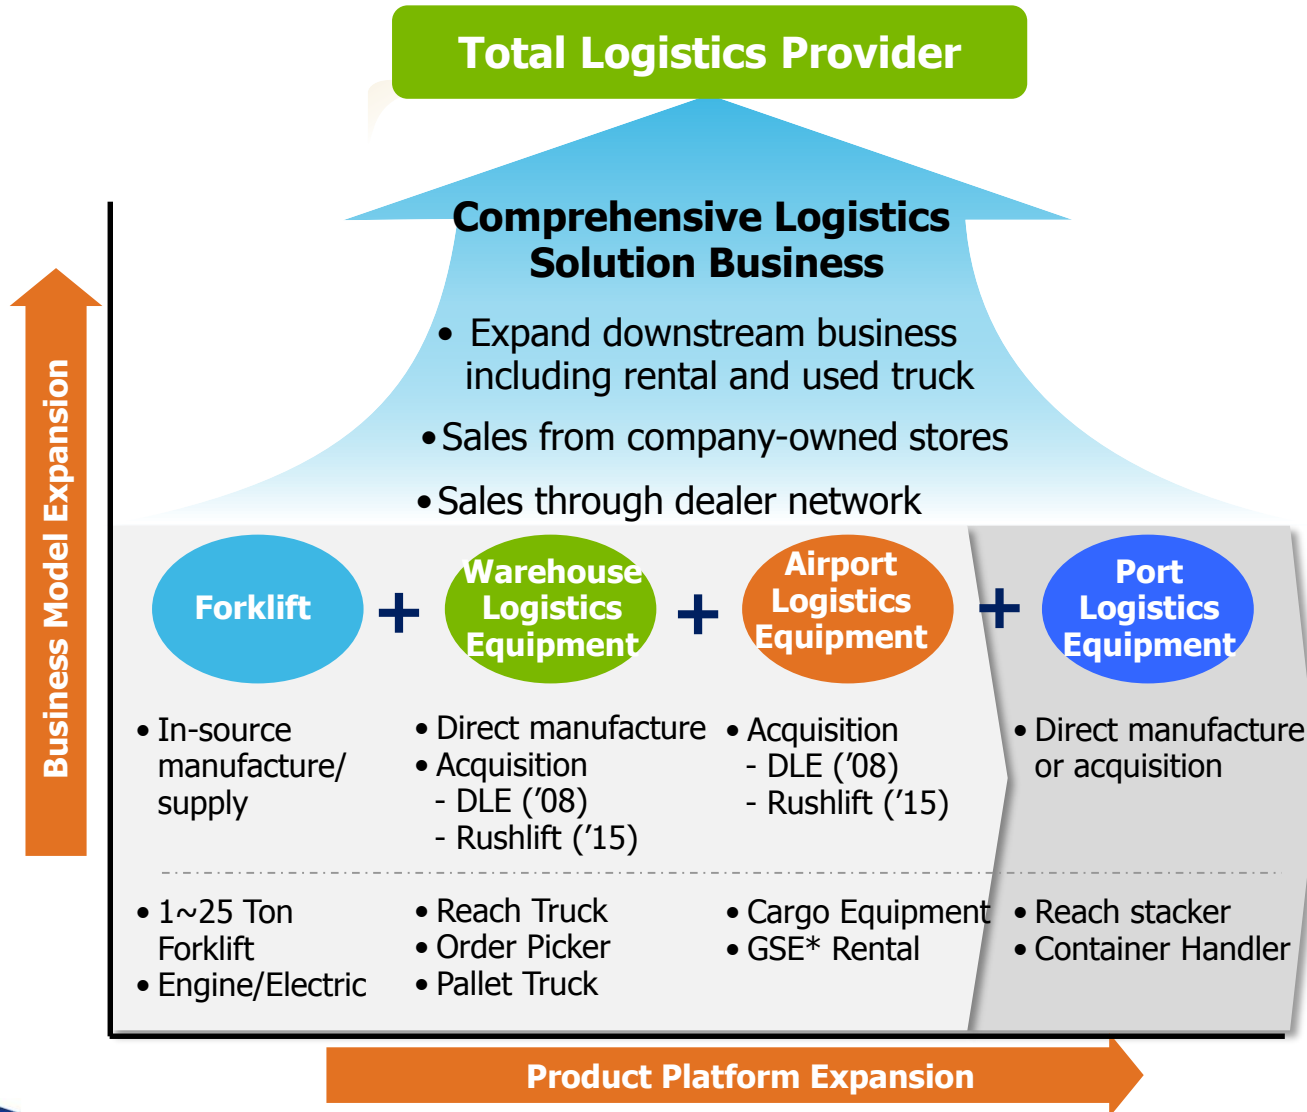 Total Logistics Provider
Comprehensive Logistics
Solution Business
• Expand downstream business
including rental and used truck
• Sales from company-owned stores
• Sales through dealer network
Business Model Expansion
Forklift
+
Warehouse
Logistics
Equipment
+
Airport
Logistics
Equipment
+
Port
Logistics
Equipment
• In-source
manufacture/
supply
• Direct manufacture
• Acquisition
- DLE (’08)
- Rushlift (’15)
• Acquisition
- DLE (’08)
- Rushlift (’15)
• Direct manufacture
or acquisition
• 1~25 Ton
Forklift
• Engine/Electric
• Reach Truck
• Order Picker
• Pallet Truck
• Cargo Equipment
• GSE* Rental
• Reach stacker
• Container Handler
Product Platform Expansion